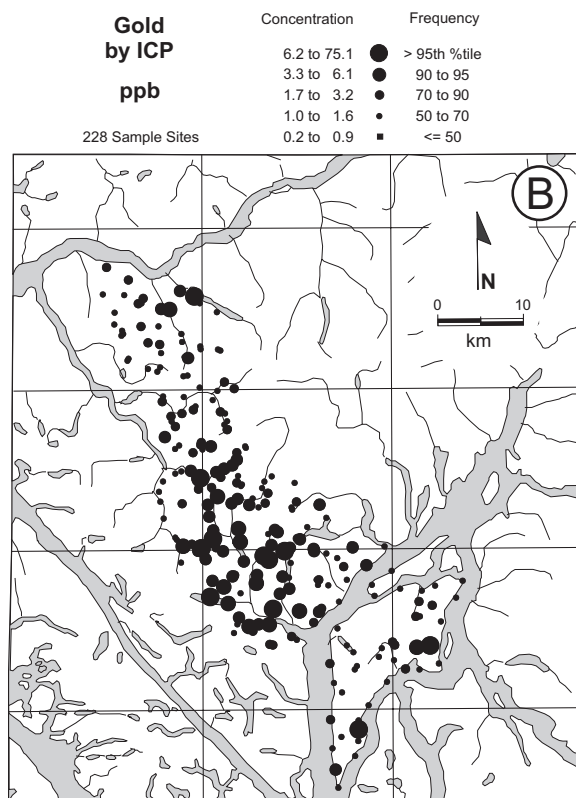 Gold
by ICP
ppb
228 Sample Sites
Concentration Frequency
6.2 to 75.1 > 95th %tile
3.3 to 6.1 90 to 95
1.7 to 3.2 70 to 90
1.0 to 1.6 50 to 70
0.2 to 0.9 <= 50
B
N
0 10
km